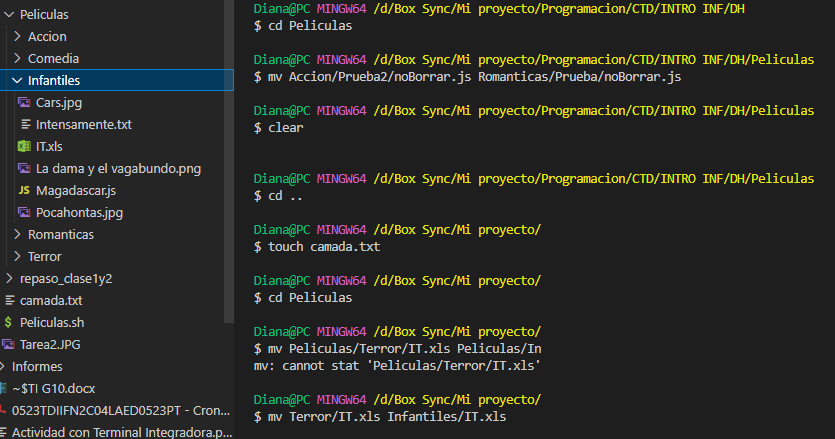 Peliculas
Accion
Comedia
Infantiles
Cars.jpg
Intensamente.txt
IT.xls
La dama y el vagabundo.png
JS Magadascar.js
Pocahontas.jpg
Romanticas
Terror
repaso_clase1y2
camada.txt
$ Peliculas.sh
Tarea2.JPG
Informes
~$TI G10.docx
0523TDIIFN2C04LAED0523PT - Cron...
Actividad con Terminal Integradora.p...
Diana@PC MINGW64 /d/Box Sync/Mi proyecto/Programacion/CTD/INTRO INF/DH
$ cd Peliculas
Diana@PC MINGW64 /d/Box Sync/Mi proyecto/Programacion/CTD/INTRO INF/DH/Peliculas
$ mv Accion/Prueba2/noBorrar.js Romanticas/Prueba/noBorrar.js
Diana@PC MINGW64 /d/Box Sync/Mi proyecto/Programacion/CTD/INTRO INF/DH/Peliculas
$ clear
Diana@PC MINGW64 /d/Box Sync/Mi proyecto/Programacion/CTD/INTRO INF/DH/Peliculas
$ cd ..
Diana@PC MINGW64 /d/Box Sync/Mi proyecto/
$ touch camada.txt
Diana@PC MINGW64 /d/Box Sync/Mi proyecto/
$ cd Peliculas
Diana@PC MINGW64 /d/Box Sync/Mi proyecto/
$ mv Peliculas/Terror/IT.xls Peliculas/In
mv: cannot stat 'Peliculas/Terror/IT.xls'
Diana@PC MINGW64 /d/Box Sync/Mi proyecto/
$ mv Terror/IT.xls Infantiles/IT.xls